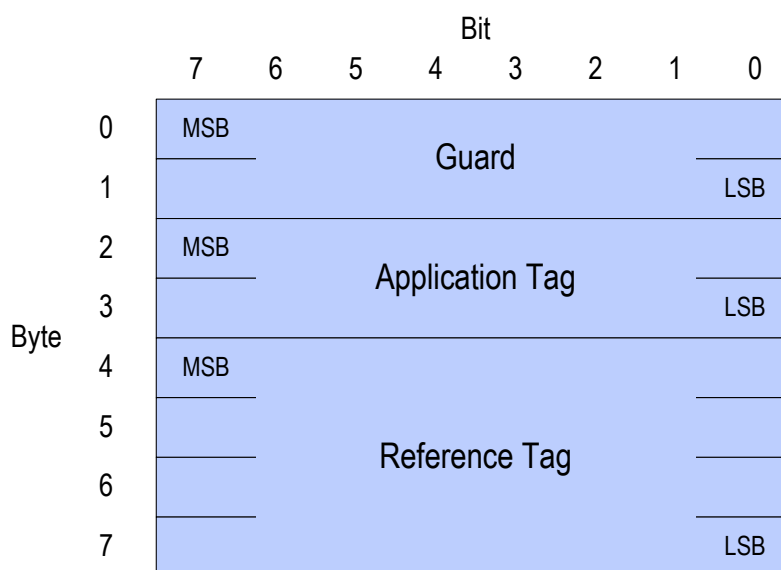 Bit
7 6 5 4 3 2 1 0
0 MSB
Guard
1 LSB
2 MSB
Application Tag
3 LSB
Byte
4 MSB
5
Reference Tag
6
7 LSB